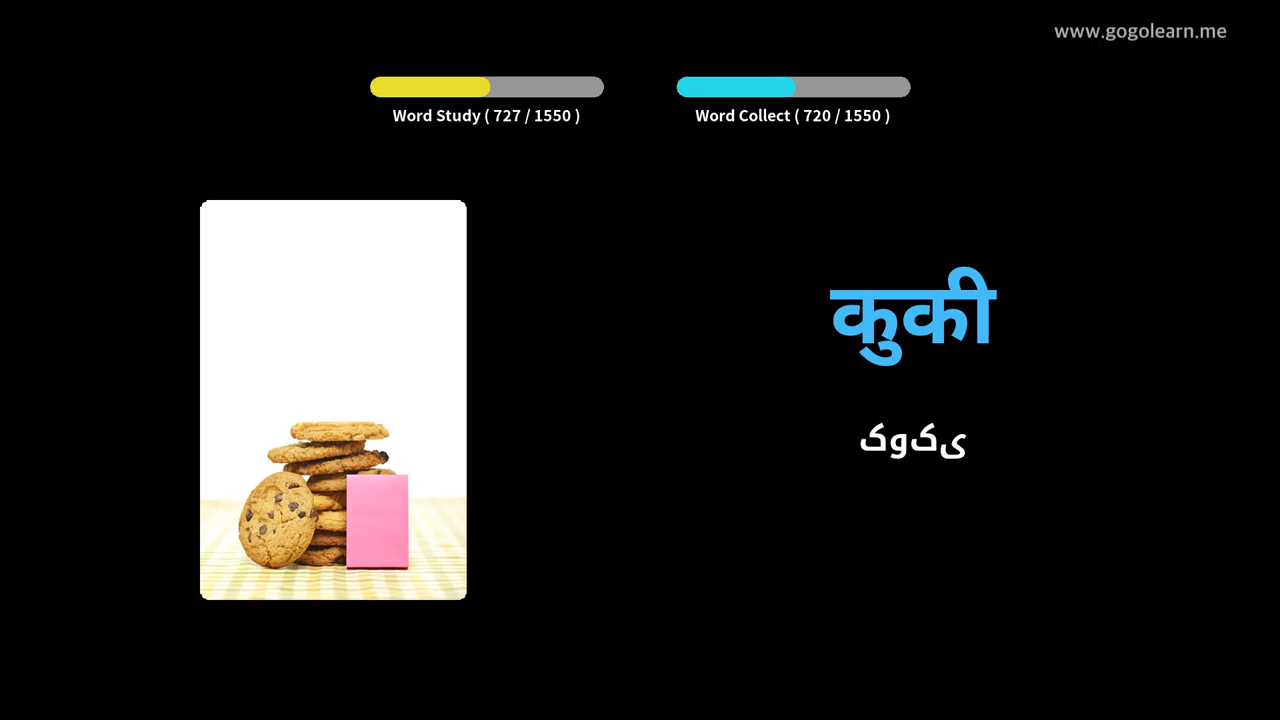 www.gogolearn.me
Word Study ( 727 / 1550 )
Word Collect ( 720 / 1550 )
कुकी
کوکی